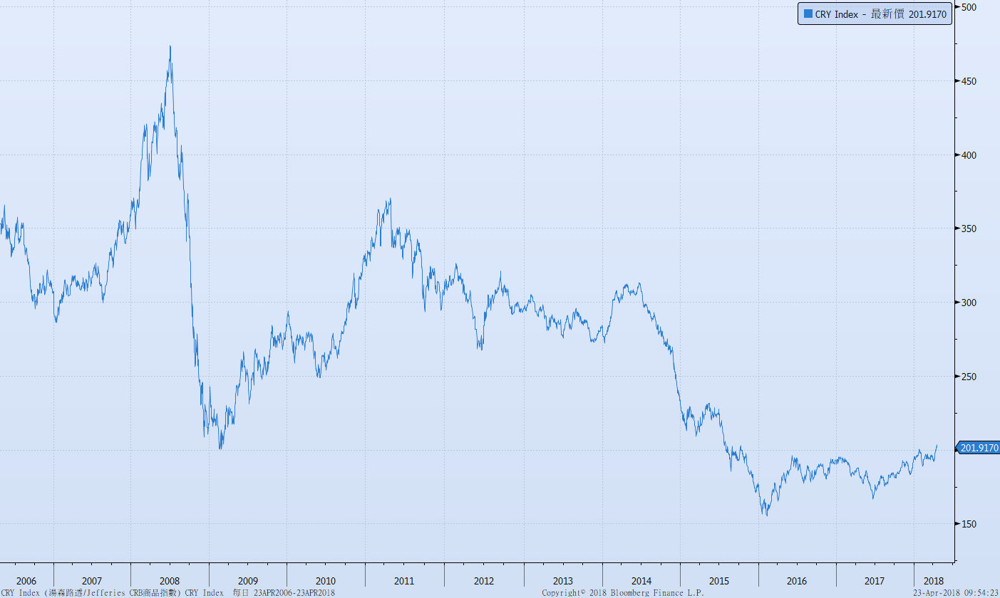 CRY Index - 最新價 201.9170
500
450
400
350
300
250
201.9170
150
2006 2007 2008 2009 2010 2011 2012 2013 2014 2015 2016 2017 2018
CRY Index (湯森路透/Jefferies CRB商品指數) CRY Index 每日 23APR2006-23APR2018 Copyright© 2018 Bloomberg Finance L.P. 23-Apr-2018 09:54:23